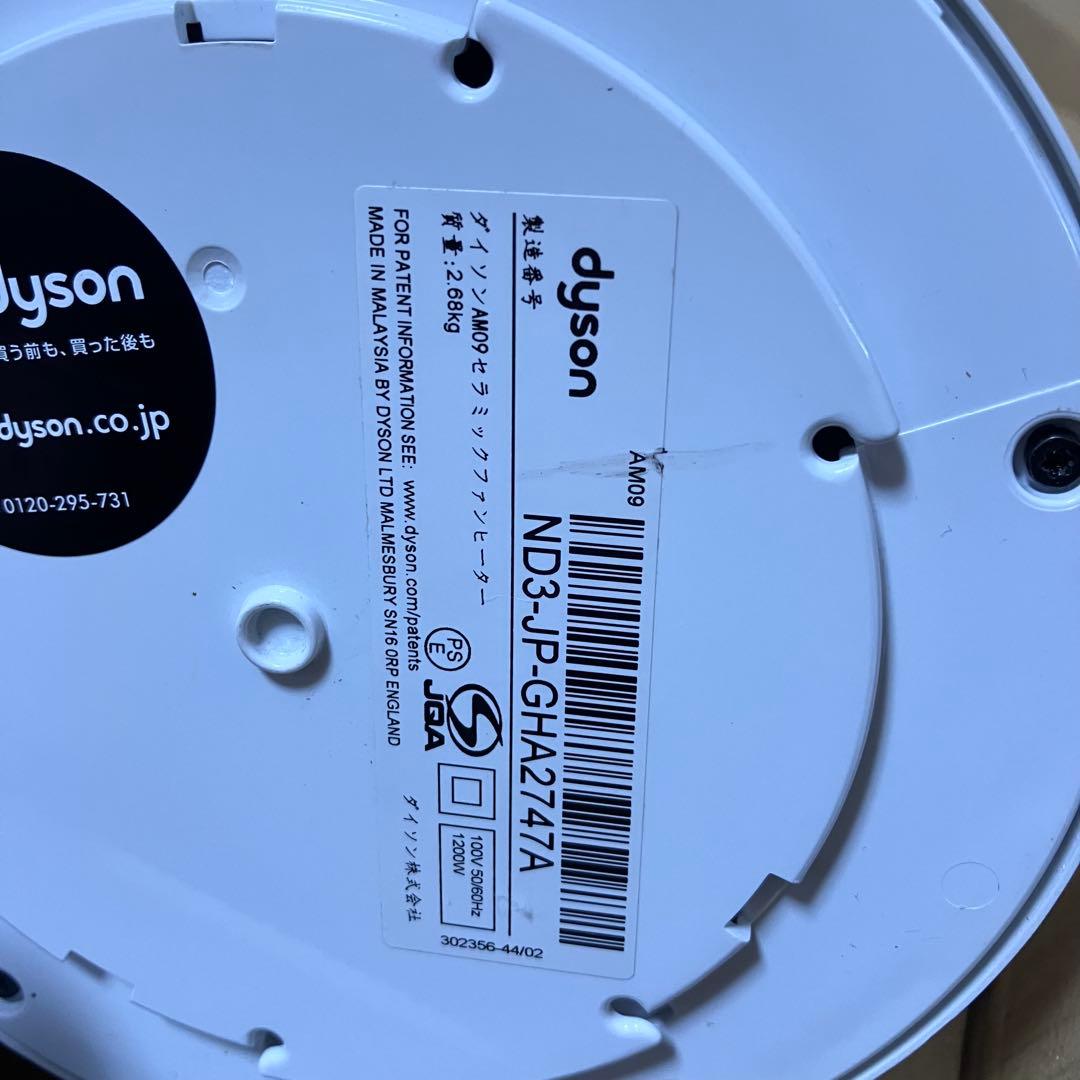 dyson
買う前も、買った後も
dyson.co.jp
0120-295-731
dyson
AM09
製造番号
ND3-JP-GHA2747A
ダイソンAM09セラミックファンヒーター
質量:2.68kg
PS
E
JQA
100V 50/60Hz
1200W
FOR PATENT INFORMATION SEE: www.dyson.com/patents
MADE IN MALAYSIA BY DYSON LTD MALMESBURY SN16 0RP ENGLAND
ダイソン株式会社
302356-44/02